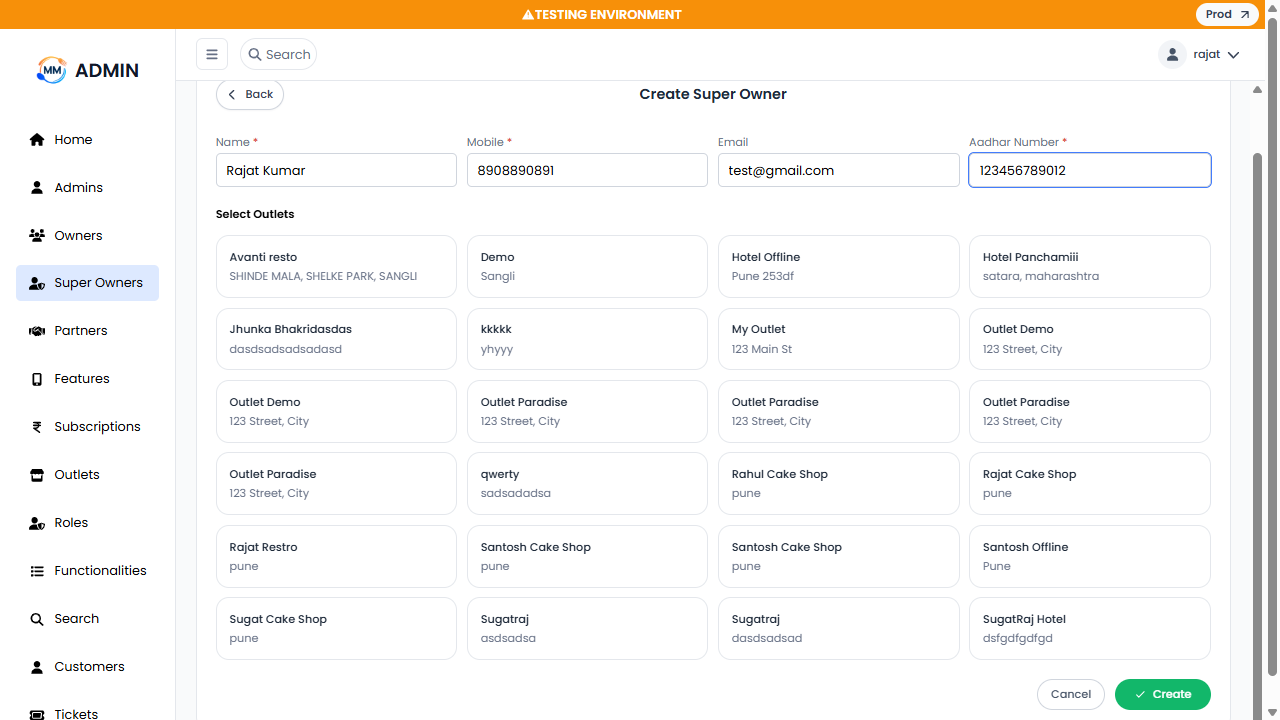 TESTING ENVIRONMENT
Prod
MM ADMIN
Search
rajat
Home
Admins
Owners
Super Owners
Partners
Features
Subscriptions
Outlets
Roles
Functionalities
Search
Customers
Tickets
Back
Create Super Owner
Name *
Mobile *
Email
Aadhar Number *
Rajat Kumar
8908890891
test@gmail.com
123456789012
Select Outlets
Avanti resto
SHINDE MALA, SHELKE PARK, SANGLI
Demo
Sangli
Hotel Offline
Pune 253df
Hotel Panchamiii
satara, maharashtra
Jhunka Bhakridasdas
dasdsadsadsadasd
kkkkk
yhyyy
My Outlet
123 Main St
Outlet Demo
123 Street, City
Outlet Demo
123 Street, City
Outlet Paradise
123 Street, City
Outlet Paradise
123 Street, City
Outlet Paradise
123 Street, City
Outlet Paradise
123 Street, City
qwerty
sadsadadsa
Rahul Cake Shop
pune
Rajat Cake Shop
pune
Rajat Restro
pune
Santosh Cake Shop
pune
Santosh Cake Shop
pune
Santosh Offline
Pune
Sugat Cake Shop
pune
Sugatraj
asdsadsa
Sugatraj
dasdsadsad
SugatRaj Hotel
dsfgdfgdfgd
Cancel
Create